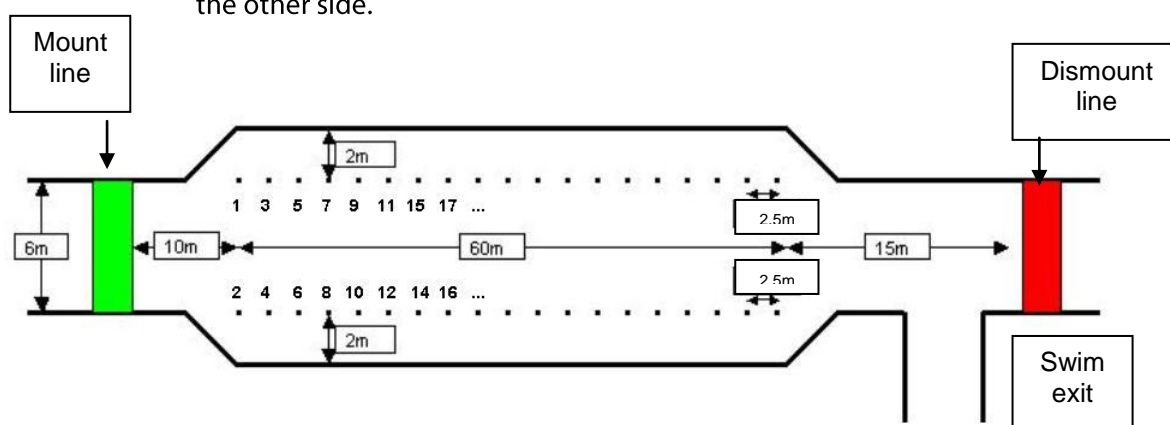 the other side.
Mount
line
Dismount
line
2m
1 3 5 7 9 11 15 17 ...
2.5m
6m
10m
60m
15m
2.5m
2 4 6 8 10 12 14 16 ...
2m
Swim
exit